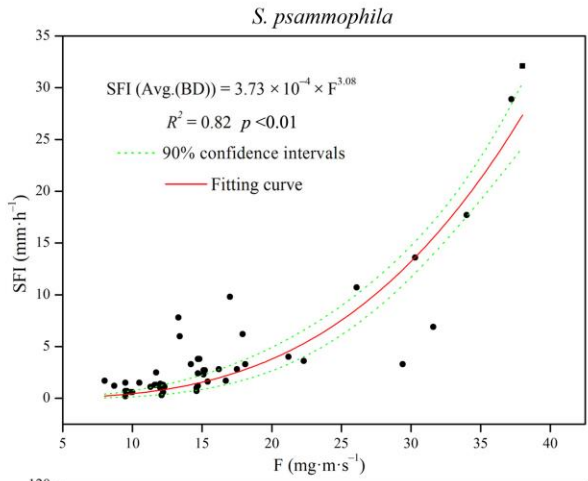 S. psammophila
35
30
25
20
15
10
5
0
SFI (mm·h⁻¹)
SFI (Avg.(BD)) = 3.73 × 10⁻⁴ × F³·⁰⁸
R² = 0.82 p <0.01
90% confidence intervals
Fitting curve
5 10 15 20 25 30 35 40
F (mg·m·s⁻¹)
120